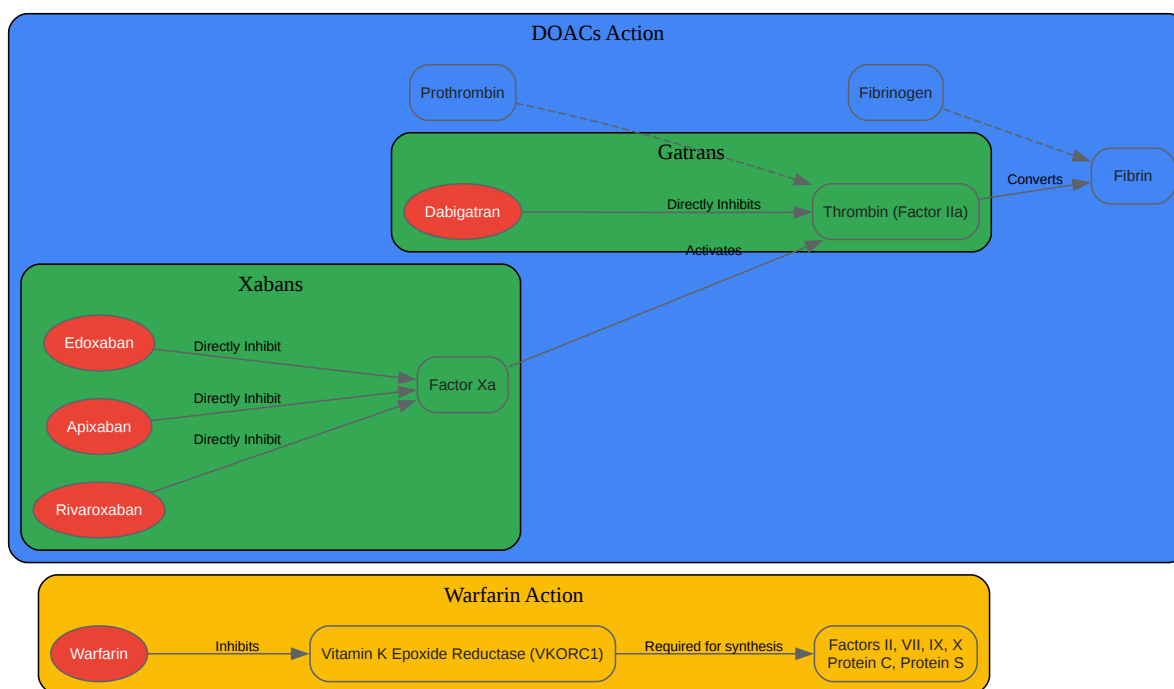 DOACs Action
Prothrombin
Fibrinogen
Gatrans
Converts
Fibrin
Dabigatran
Directly Inhibits
Thrombin (Factor IIa)
Activates
Xabans
Edoxaban
Directly Inhibit
Factor Xa
Apixaban
Directly Inhibit
Directly Inhibit
Rivaroxaban
Warfarin Action
Warfarin
Inhibits
Vitamin K Epoxide Reductase (VKORC1)
Required for synthesis
Factors II, VII, IX, X
Protein C, Protein S